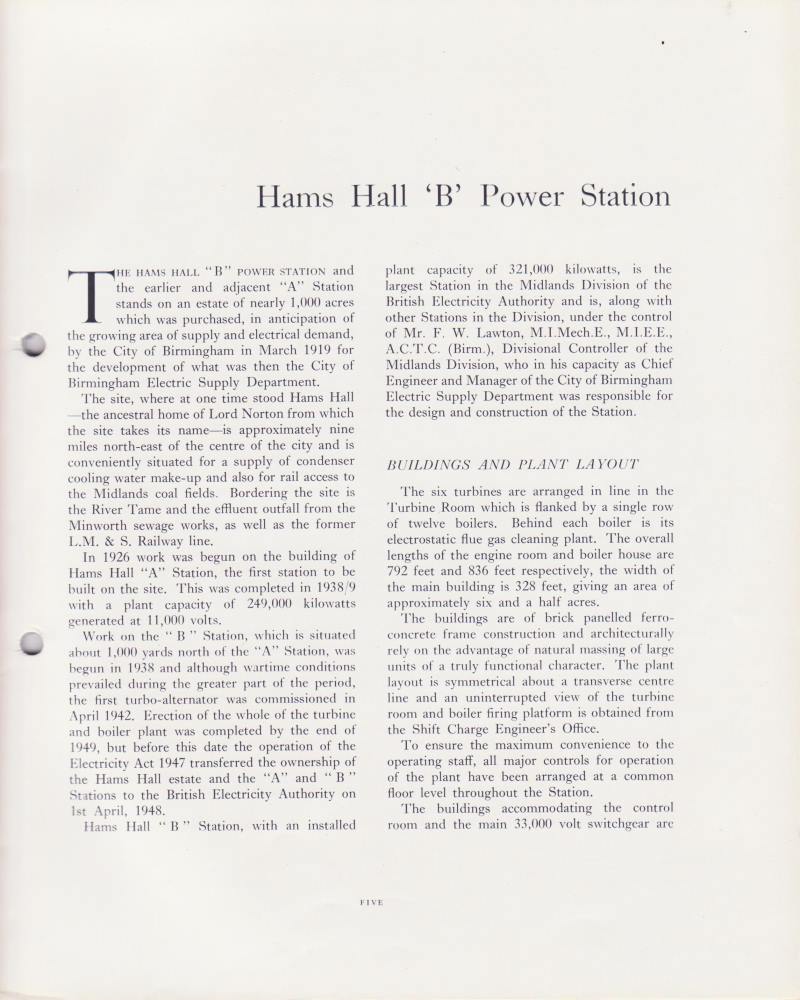 Hams Hall ‘B’ Power Station
THE HAMS HALL “B” POWER STATION and
the earlier and adjacent “A” Station
stands on an estate of nearly 1,000 acres
which was purchased, in anticipation of
the growing area of supply and electrical demand,
by the City of Birmingham in March 1919 for
the development of what was then the City of
Birmingham Electric Supply Department.
The site, where at one time stood Hams Hall
—the ancestral home of Lord Norton from which
the site takes its name—is approximately nine
miles north-east of the centre of the city and is
conveniently situated for a supply of condenser
cooling water make-up and also for rail access to
the Midlands coal fields. Bordering the site is
the River Tame and the effluent outfall from the
Minworth sewage works, as well as the former
L.M. & S. Railway line.
In 1926 work was begun on the building of
Hams Hall “A” Station, the first station to be
built on the site. This was completed in 1938/9
with a plant capacity of 249,000 kilowatts
generated at 11,000 volts.
Work on the “ B ” Station, which is situated
about 1,000 yards north of the “A” Station, was
begun in 1938 and although wartime conditions
prevailed during the greater part of the period,
the first turbo-alternator was commissioned in
April 1942. Erection of the whole of the turbine
and boiler plant was completed by the end of
1949, but before this date the operation of the
Electricity Act 1947 transferred the ownership of
the Hams Hall estate and the “A” and “ B ”
Stations to the British Electricity Authority on
1st April, 1948.
Hams Hall “ B ” Station, with an installed
plant capacity of 321,000 kilowatts, is the
largest Station in the Midlands Division of the
British Electricity Authority and is, along with
other Stations in the Division, under the control
of Mr. F. W. Lawton, M.I.Mech.E., M.I.E.E.,
A.C.T.C. (Birm.), Divisional Controller of the
Midlands Division, who in his capacity as Chief
Engineer and Manager of the City of Birmingham
Electric Supply Department was responsible for
the design and construction of the Station.
BUILDINGS AND PLANT LAYOUT
The six turbines are arranged in line in the
Turbine Room which is flanked by a single row
of twelve boilers. Behind each boiler is its
electrostatic flue gas cleaning plant. The overall
lengths of the engine room and boiler house are
792 feet and 836 feet respectively, the width of
the main building is 328 feet, giving an area of
approximately six and a half acres.
The buildings are of brick panelled ferro-
concrete frame construction and architecturally
rely on the advantage of natural massing of large
units of a truly functional character. The plant
layout is symmetrical about a transverse centre
line and an uninterrupted view of the turbine
room and boiler firing platform is obtained from
the Shift Charge Engineer’s Office.
To ensure the maximum convenience to the
operating staff, all major controls for operation
of the plant have been arranged at a common
floor level throughout the Station.
The buildings accommodating the control
room and the main 33,000 volt switchgear are
FIVE